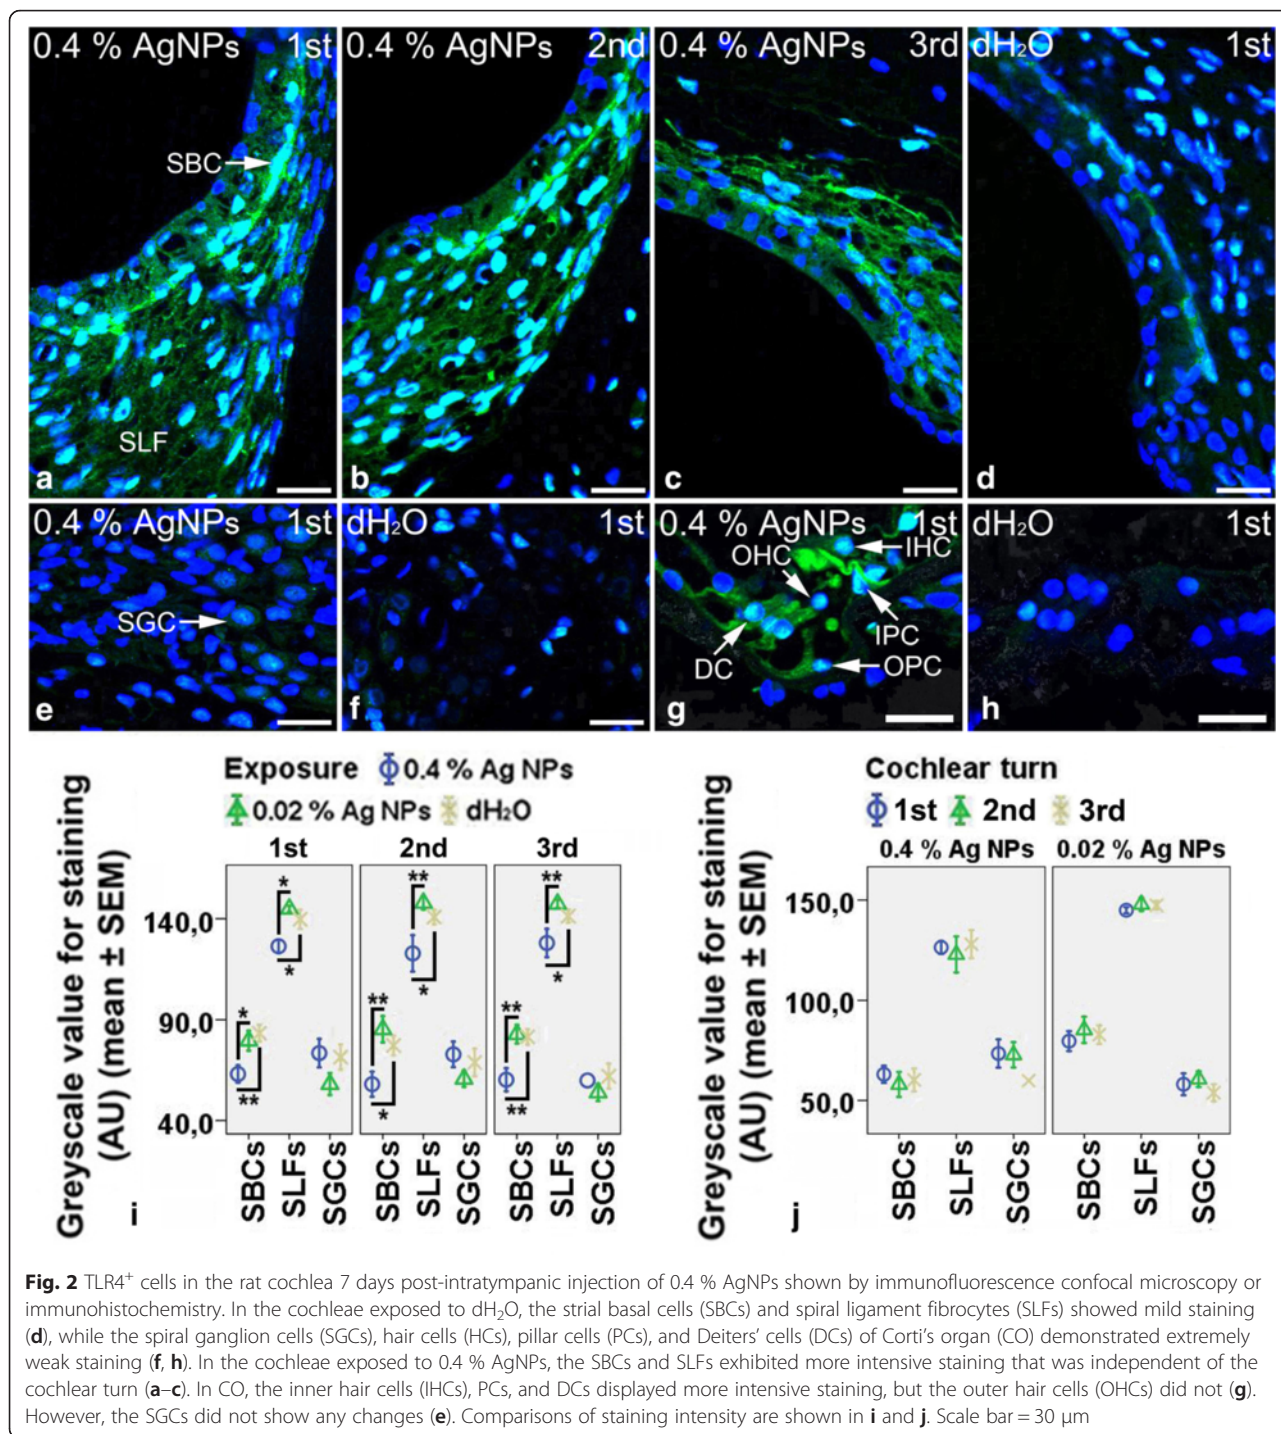 0.4 % AgNPs 1st
SBC
SLF
a
0.4 % AgNPs 2nd
b
0.4 % AgNPs 3rd
c
dH₂O 1st
d
0.4 % AgNPs 1st
SGC
e
dH₂O 1st
f
0.4 % AgNPs 1st
OHC
IHC
IPC
DC
OPC
g
dH₂O 1st
h
Exposure 0.4 % Ag NPs
0.02 % Ag NPs dH₂O
1st 2nd 3rd
Greyscale value for staining
(AU) (mean ± SEM)
140,0
90,0
40,0
* ** **
* * *
* ** **
** * **
SBCs SLFs SGCs SBCs SLFs SGCs SBCs SLFs SGCs
i
Cochlear turn
1st 2nd 3rd
0.4 % Ag NPs 0.02 % Ag NPs
Greyscale value for staining
(AU) (mean ± SEM)
150,0
100,0
50,0
SBCs SLFs SGCs SBCs SLFs SGCs
j
Fig. 2 TLR4⁺ cells in the rat cochlea 7 days post-intratympanic injection of 0.4 % AgNPs shown by immunofluorescence confocal microscopy or
immunohistochemistry. In the cochleae exposed to dH₂O, the strial basal cells (SBCs) and spiral ligament fibrocytes (SLFs) showed mild staining
(d), while the spiral ganglion cells (SGCs), hair cells (HCs), pillar cells (PCs), and Deiters’ cells (DCs) of Corti’s organ (CO) demonstrated extremely
weak staining (f, h). In the cochleae exposed to 0.4 % AgNPs, the SBCs and SLFs exhibited more intensive staining that was independent of the
cochlear turn (a–c). In CO, the inner hair cells (IHCs), PCs, and DCs displayed more intensive staining, but the outer hair cells (OHCs) did not (g).
However, the SGCs did not show any changes (e). Comparisons of staining intensity are shown in i and j. Scale bar = 30 μm